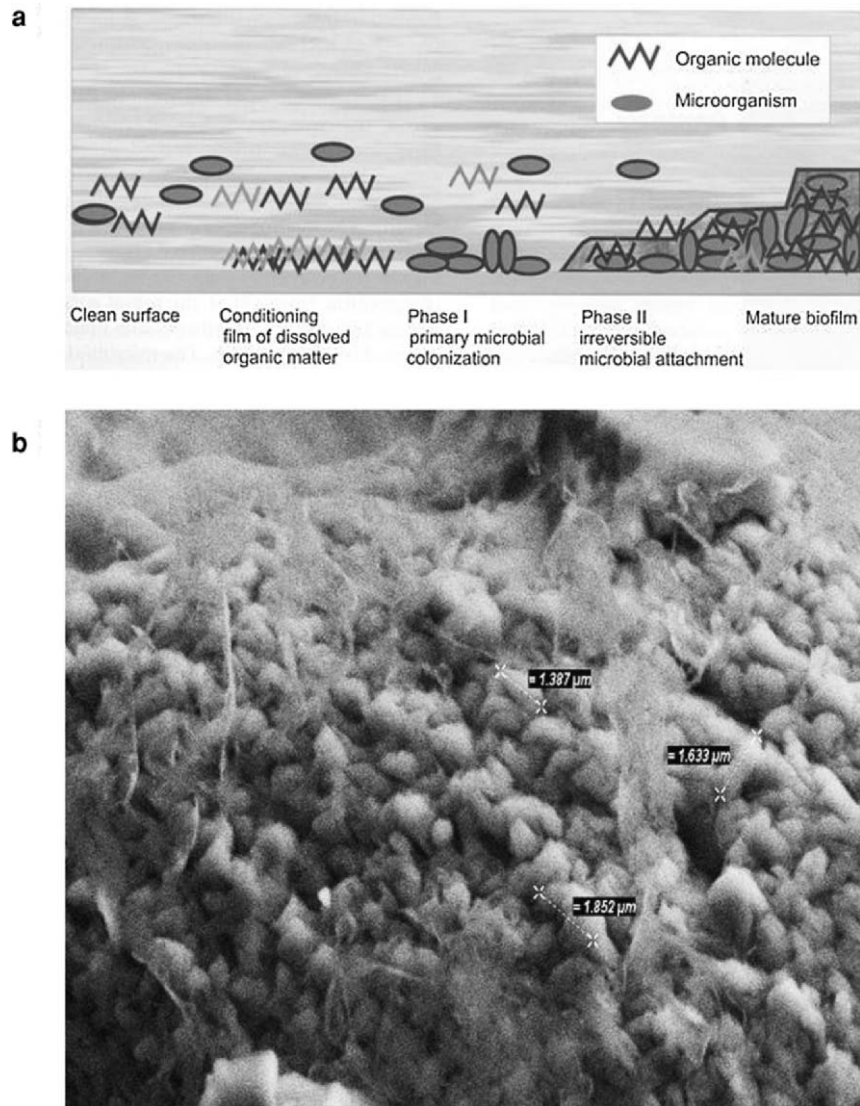 a
Organic molecule
Microorganism
Clean surface
Conditioning
film of dissolved
organic matter
Phase I
primary microbial
colonization
Phase II
irreversible
microbial attachment
Mature biofilm
b
= 1.387 µm
= 1.633 µm
= 1.852 µm